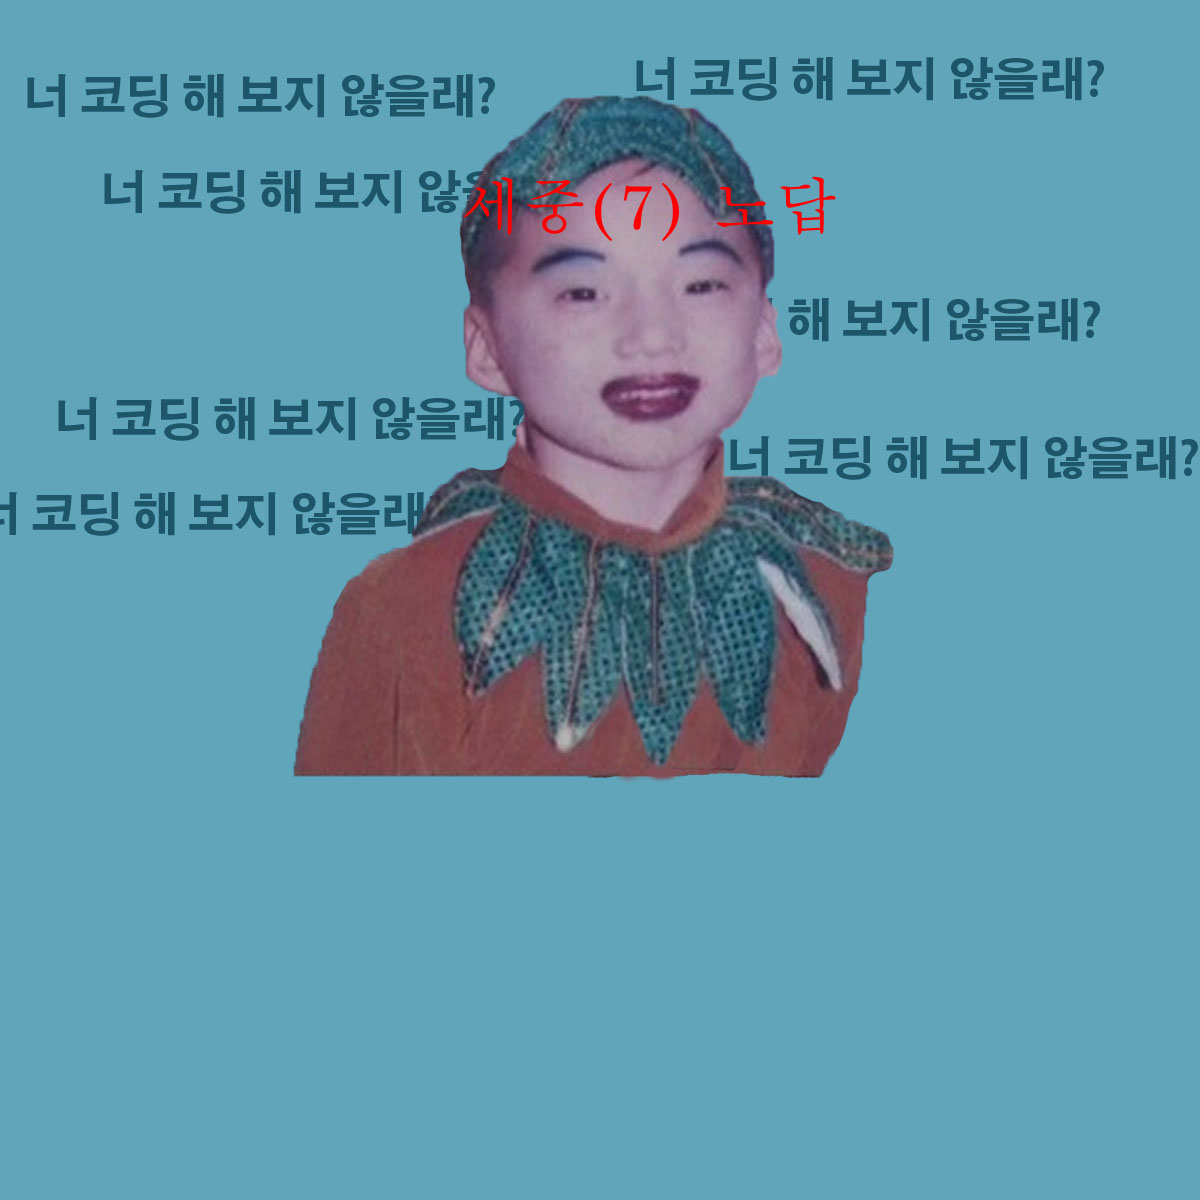 너 코딩 해 보지 않을래?
너 코딩 해 보지 않을래?
너 코딩 해 보지
세중(7) 노답
해 보지 않을래?
너 코딩 해 보지 않을래?
너 코딩 해 보지 않을래?
너 코딩 해 보지 않을래